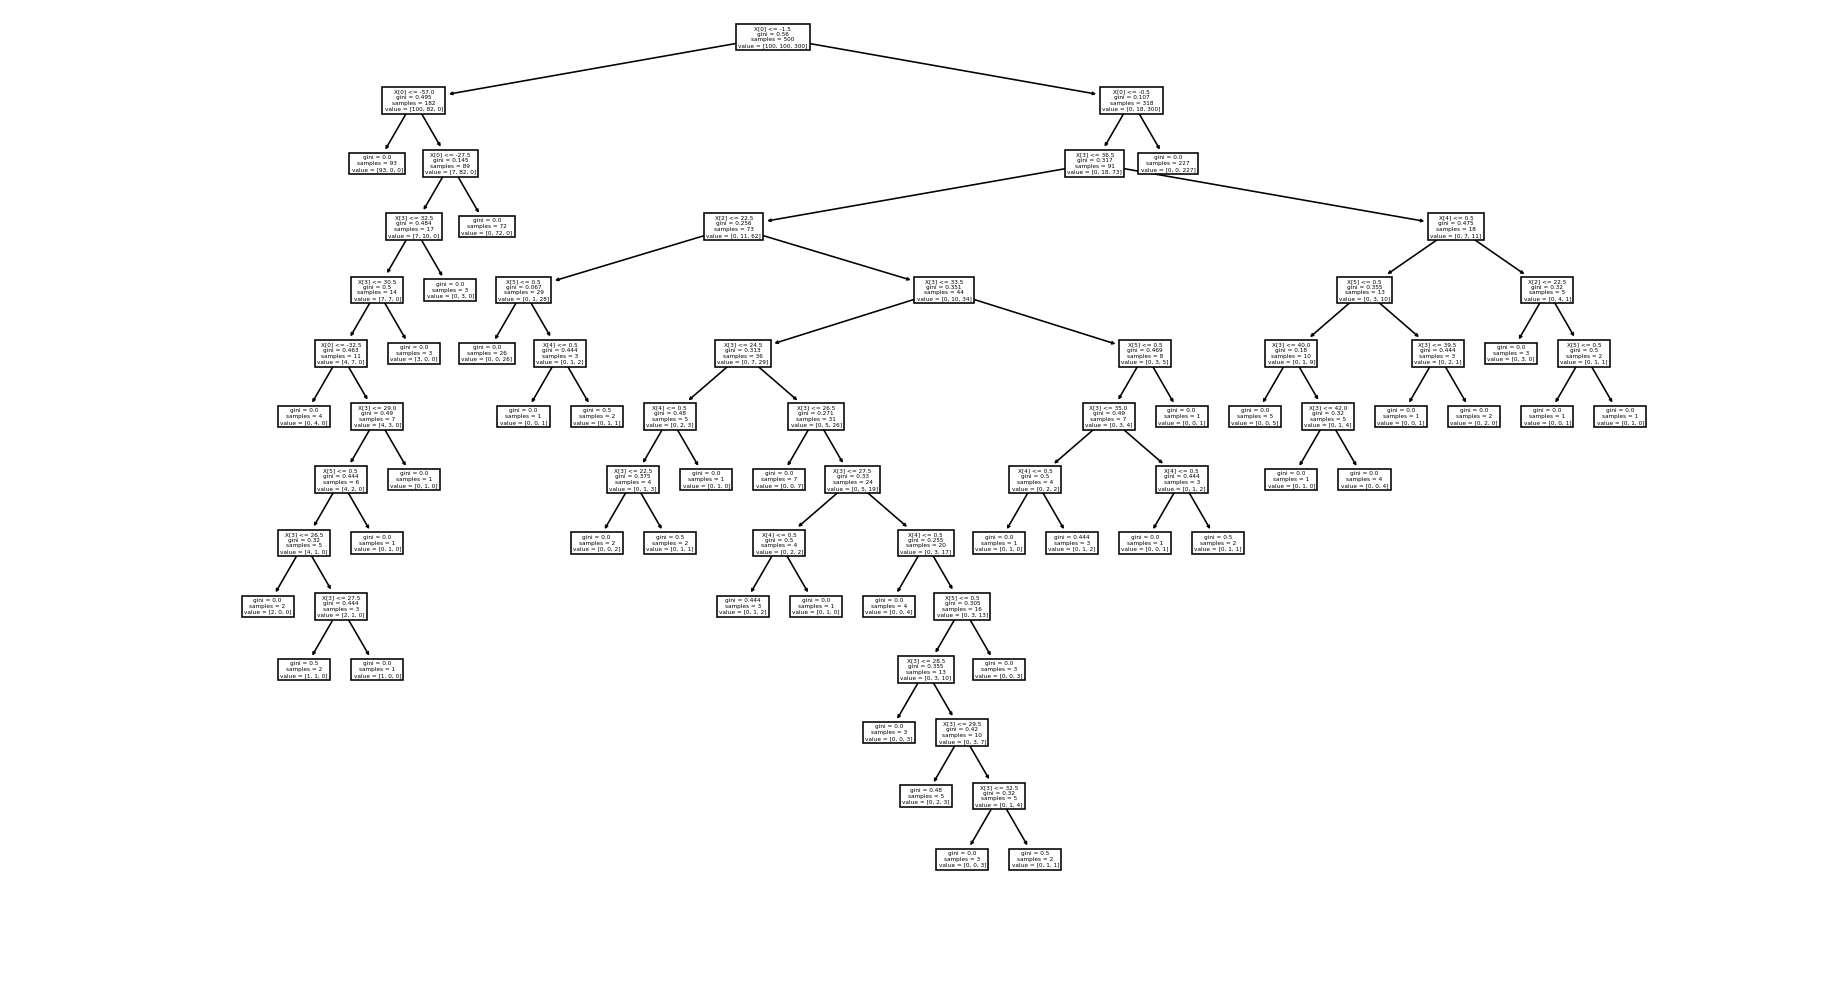 X[0] <= -1.5
gini = 0.56
samples = 500
value = [100, 100, 300]
X[0] <= -57.0
gini = 0.495
samples = 182
value = [100, 82, 0]
X[0] <= -0.5
gini = 0.107
samples = 318
value = [0, 18, 300]
gini = 0.0
samples = 93
value = [93, 0, 0]
X[0] <= -27.5
gini = 0.145
samples = 89
value = [7, 82, 0]
X[3] <= 36.5
gini = 0.317
samples = 91
value = [0, 18, 73]
gini = 0.0
samples = 227
value = [0, 0, 227]
X[3] <= 32.5
gini = 0.484
samples = 17
value = [7, 10, 0]
gini = 0.0
samples = 72
value = [0, 72, 0]
X[2] <= 22.5
gini = 0.256
samples = 73
value = [0, 11, 62]
X[4] <= 0.5
gini = 0.475
samples = 18
value = [0, 7, 11]
X[3] <= 30.5
gini = 0.5
samples = 14
value = [7, 7, 0]
gini = 0.0
samples = 3
value = [0, 3, 0]
X[5] <= 0.5
gini = 0.067
samples = 29
value = [0, 1, 28]
X[3] <= 33.5
gini = 0.351
samples = 44
value = [0, 10, 34]
X[5] <= 0.5
gini = 0.355
samples = 13
value = [0, 3, 10]
X[2] <= 22.5
gini = 0.32
samples = 5
value = [0, 4, 1]
X[0] <= -32.5
gini = 0.463
samples = 11
value = [4, 7, 0]
gini = 0.0
samples = 3
value = [3, 0, 0]
gini = 0.0
samples = 26
value = [0, 0, 26]
X[4] <= 0.5
gini = 0.444
samples = 3
value = [0, 1, 2]
X[3] <= 24.5
gini = 0.313
samples = 36
value = [0, 7, 29]
X[5] <= 0.5
gini = 0.469
samples = 8
value = [0, 3, 5]
X[3] <= 40.0
gini = 0.18
samples = 10
value = [0, 1, 9]
X[3] <= 39.5
gini = 0.444
samples = 3
value = [0, 2, 1]
gini = 0.0
samples = 3
value = [0, 3, 0]
X[5] <= 0.5
gini = 0.5
samples = 2
value = [0, 1, 1]
gini = 0.0
samples = 4
value = [0, 4, 0]
X[3] <= 29.0
gini = 0.49
samples = 7
value = [4, 3, 0]
gini = 0.0
samples = 1
value = [0, 0, 1]
gini = 0.5
samples = 2
value = [0, 1, 1]
X[4] <= 0.5
gini = 0.48
samples = 5
value = [0, 2, 3]
X[3] <= 26.5
gini = 0.271
samples = 31
value = [0, 5, 26]
X[3] <= 35.0
gini = 0.49
samples = 7
value = [0, 3, 4]
gini = 0.0
samples = 1
value = [0, 0, 1]
gini = 0.0
samples = 5
value = [0, 0, 5]
X[3] <= 42.0
gini = 0.32
samples = 5
value = [0, 1, 4]
gini = 0.0
samples = 1
value = [0, 0, 1]
gini = 0.0
samples = 2
value = [0, 2, 0]
gini = 0.0
samples = 1
value = [0, 0, 1]
gini = 0.0
samples = 1
value = [0, 1, 0]
X[5] <= 0.5
gini = 0.444
samples = 6
value = [4, 2, 0]
gini = 0.0
samples = 1
value = [0, 1, 0]
X[3] <= 22.5
gini = 0.375
samples = 4
value = [0, 1, 3]
gini = 0.0
samples = 1
value = [0, 1, 0]
gini = 0.0
samples = 7
value = [0, 0, 7]
X[3] <= 27.5
gini = 0.33
samples = 24
value = [0, 5, 19]
X[4] <= 0.5
gini = 0.5
samples = 4
value = [0, 2, 2]
X[4] <= 0.5
gini = 0.444
samples = 3
value = [0, 1, 2]
gini = 0.0
samples = 1
value = [0, 1, 0]
gini = 0.0
samples = 4
value = [0, 0, 4]
X[3] <= 26.5
gini = 0.32
samples = 5
value = [4, 1, 0]
gini = 0.0
samples = 1
value = [0, 1, 0]
gini = 0.0
samples = 2
value = [0, 0, 2]
gini = 0.5
samples = 2
value = [0, 1, 1]
X[4] <= 0.5
gini = 0.5
samples = 4
value = [0, 2, 2]
X[4] <= 0.5
gini = 0.255
samples = 20
value = [0, 3, 17]
gini = 0.0
samples = 1
value = [0, 1, 0]
gini = 0.444
samples = 3
value = [0, 1, 2]
gini = 0.0
samples = 1
value = [0, 0, 1]
gini = 0.5
samples = 2
value = [0, 1, 1]
gini = 0.0
samples = 2
value = [2, 0, 0]
X[3] <= 27.5
gini = 0.444
samples = 3
value = [2, 1, 0]
gini = 0.444
samples = 3
value = [0, 1, 2]
gini = 0.0
samples = 1
value = [0, 1, 0]
gini = 0.0
samples = 4
value = [0, 0, 4]
X[5] <= 0.5
gini = 0.305
samples = 16
value = [0, 3, 13]
gini = 0.5
samples = 2
value = [1, 1, 0]
gini = 0.0
samples = 1
value = [1, 0, 0]
X[3] <= 28.5
gini = 0.355
samples = 13
value = [0, 3, 10]
gini = 0.0
samples = 3
value = [0, 0, 3]
gini = 0.0
samples = 3
value = [0, 0, 3]
X[3] <= 29.5
gini = 0.42
samples = 10
value = [0, 3, 7]
gini = 0.48
samples = 5
value = [0, 2, 3]
X[3] <= 32.5
gini = 0.32
samples = 5
value = [0, 1, 4]
gini = 0.0
samples = 3
value = [0, 0, 3]
gini = 0.5
samples = 2
value = [0, 1, 1]